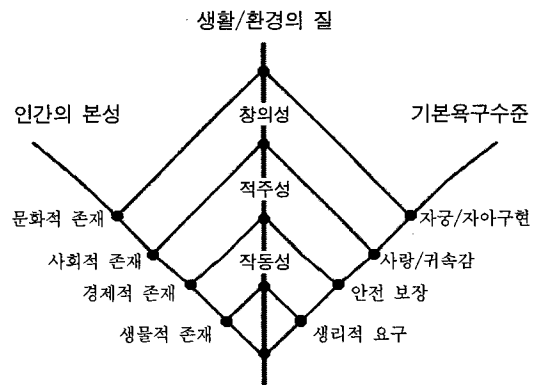 생활/환경의 질
인간의 본성
기본욕구수준
창의성
적주성
문화적 존재
자긍/자아구현
사회적 존재
작동성
사랑/귀속감
경제적 존재
안전 보장
생물적 존재
생리적 요구